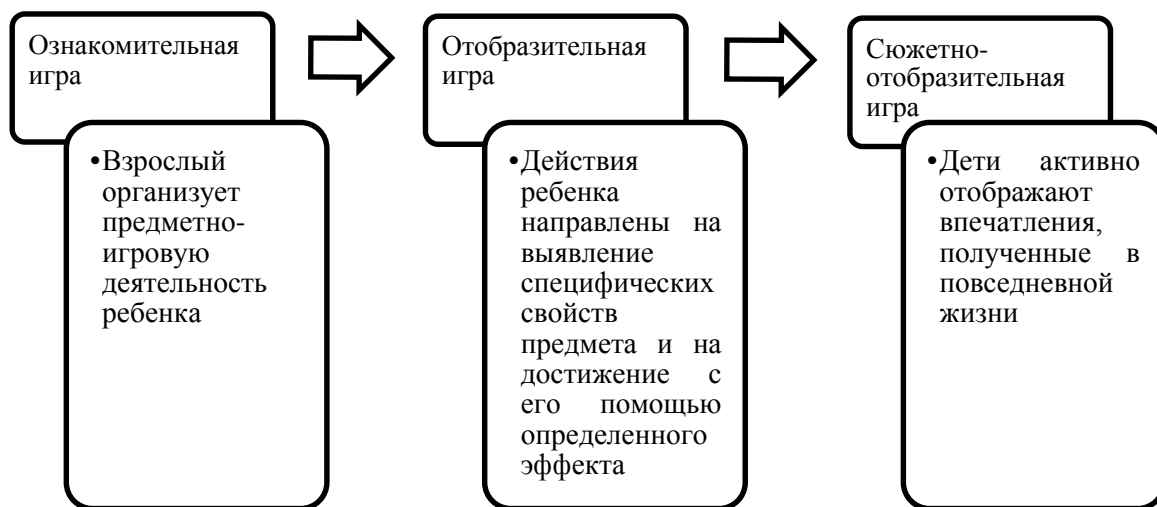 Ознакомительная
игра
•Взрослый
организует
предметно-
игровую
деятельность
ребенка
Отобразительная
игра
•Действия
ребенка
направлены на
выявление
специфических
свойств
предмета и на
достижение с
его помощью
определенного
эффекта
Сюжетно-
отобразительная
игра
•Дети активно
отображают
впечатления,
полученные в
повседневной
жизни